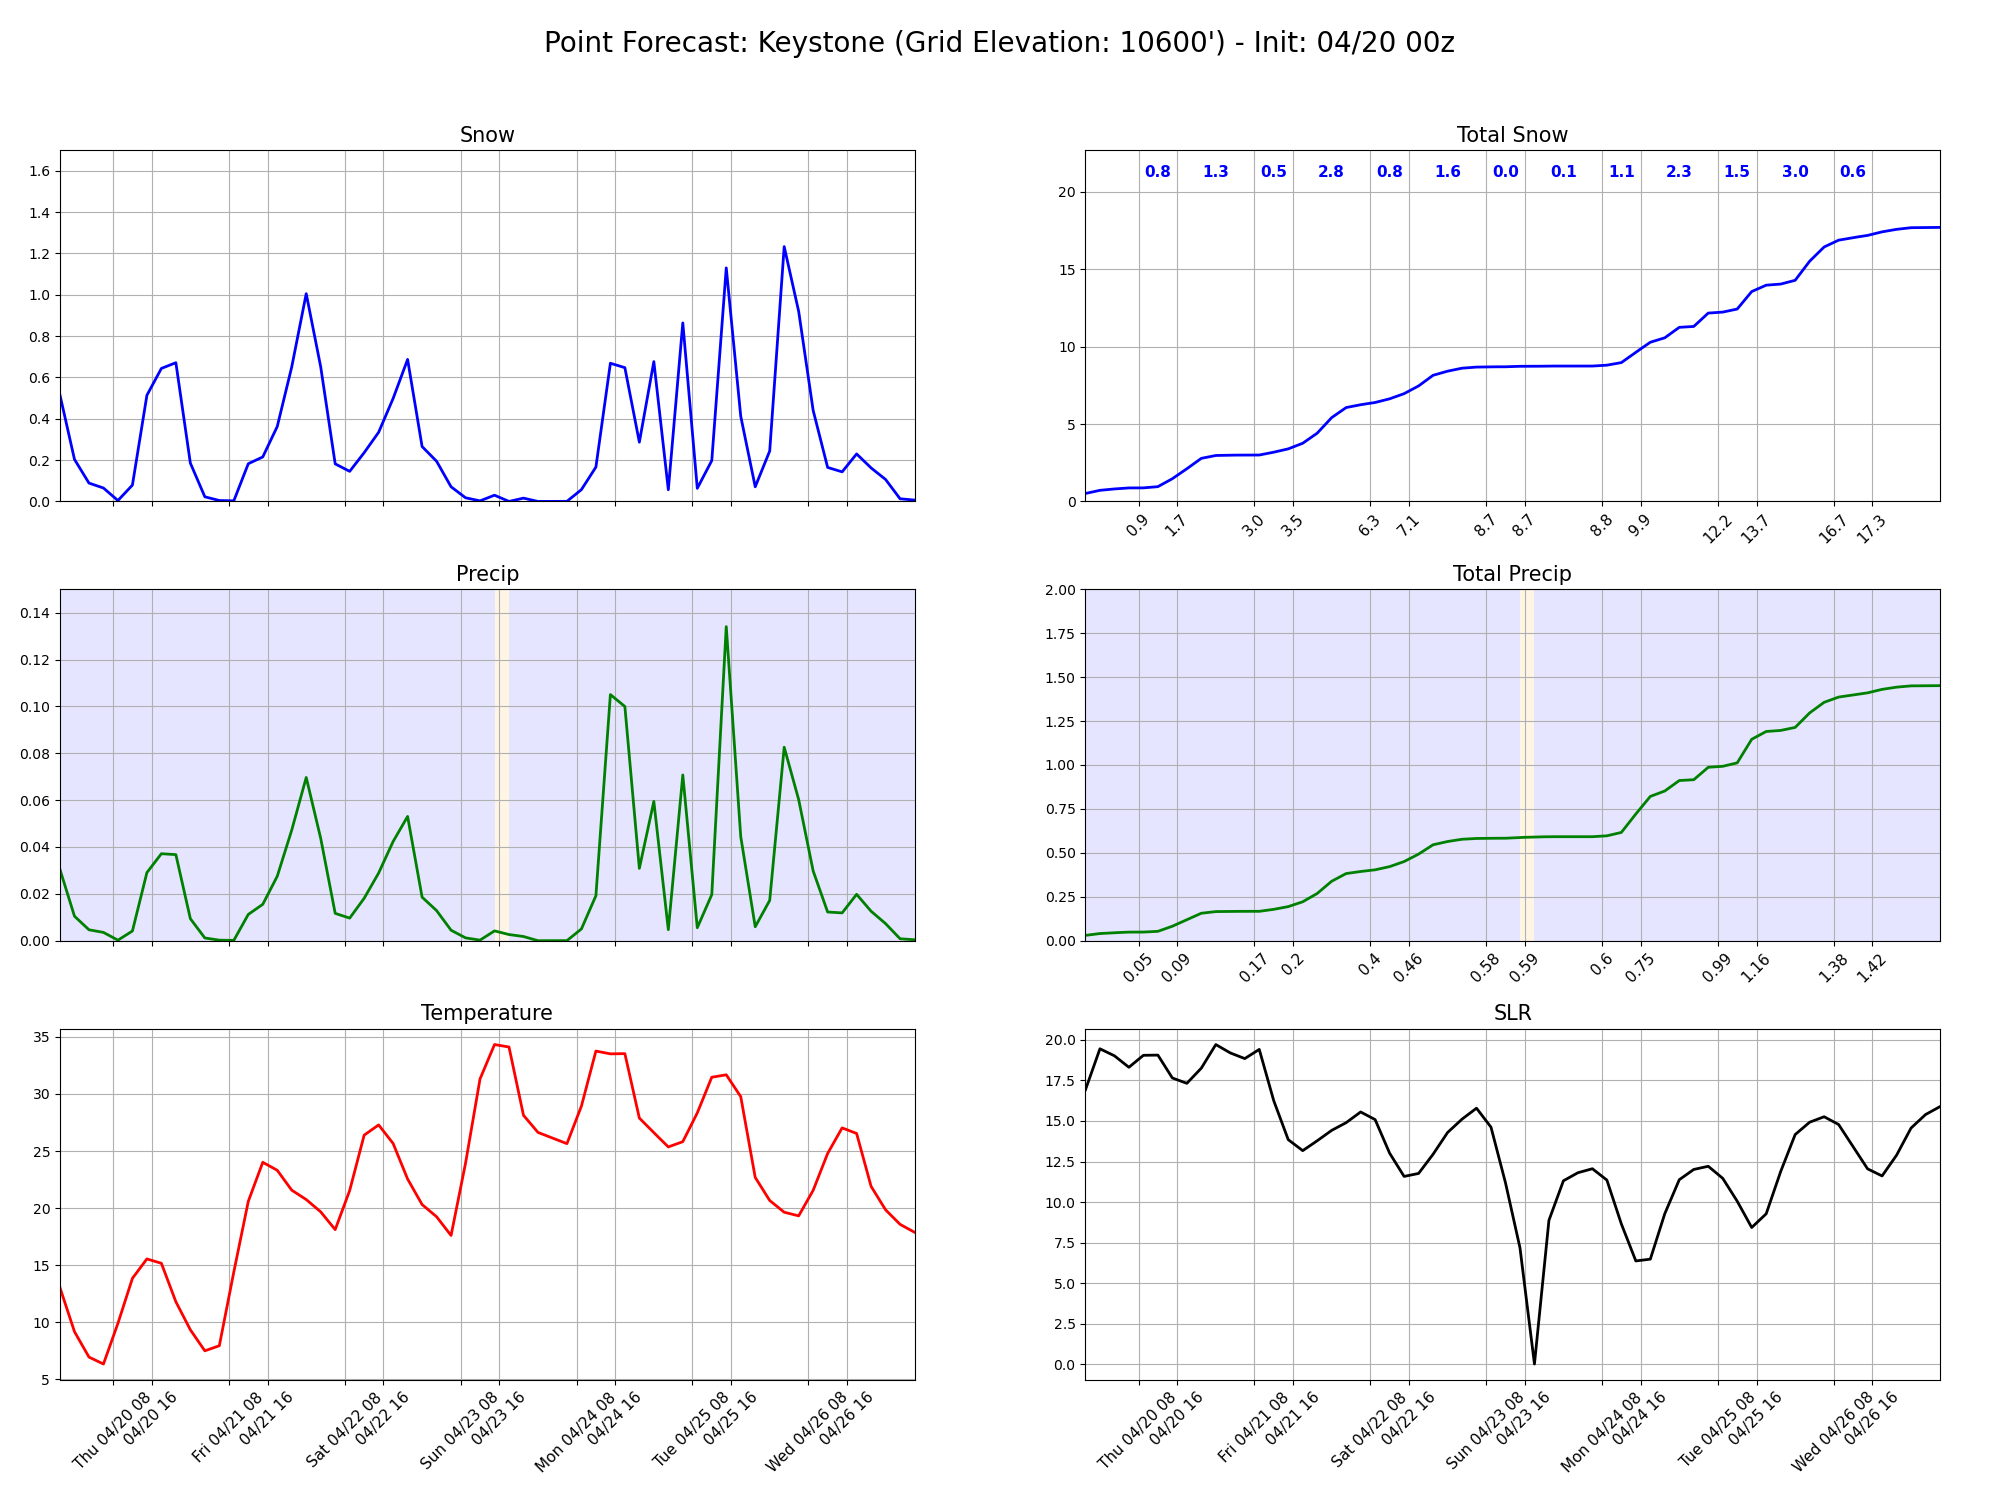 Point Forecast: Keystone (Grid Elevation: 10600') - Init: 04/20 00z
Snow
1.6
1.4
1.2
1.0
0.8
0.6
0.4
0.2
0.0
Total Snow
0.8 1.3 0.5 2.8 0.8 1.6 0.0 0.1 1.1 2.3 1.5 3.0 0.6
20
15
10
5
0
0.9 1.7 3.0 3.5 6.3 7.1 8.7 8.7 8.8 9.9 12.2 13.7 16.7 17.3
Precip
0.14
0.12
0.10
0.08
0.06
0.04
0.02
0.00
Total Precip
2.00
1.75
1.50
1.25
1.00
0.75
0.50
0.25
0.00
0.05 0.09 0.17 0.2 0.4 0.46 0.58 0.59 0.6 0.75 0.99 1.16 1.38 1.42
Temperature
35
30
25
20
15
10
5
Thu 04/20 08
04/20 16
Fri 04/21 08
04/21 16
Sat 04/22 08
04/22 16
Sun 04/23 08
04/23 16
Mon 04/24 08
04/24 16
Tue 04/25 08
04/25 16
Wed 04/26 08
04/26 16
SLR
20.0
17.5
15.0
12.5
10.0
7.5
5.0
2.5
0.0
Thu 04/20 08
04/20 16
Fri 04/21 08
04/21 16
Sat 04/22 08
04/22 16
Sun 04/23 08
04/23 16
Mon 04/24 08
04/24 16
Tue 04/25 08
04/25 16
Wed 04/26 08
04/26 16